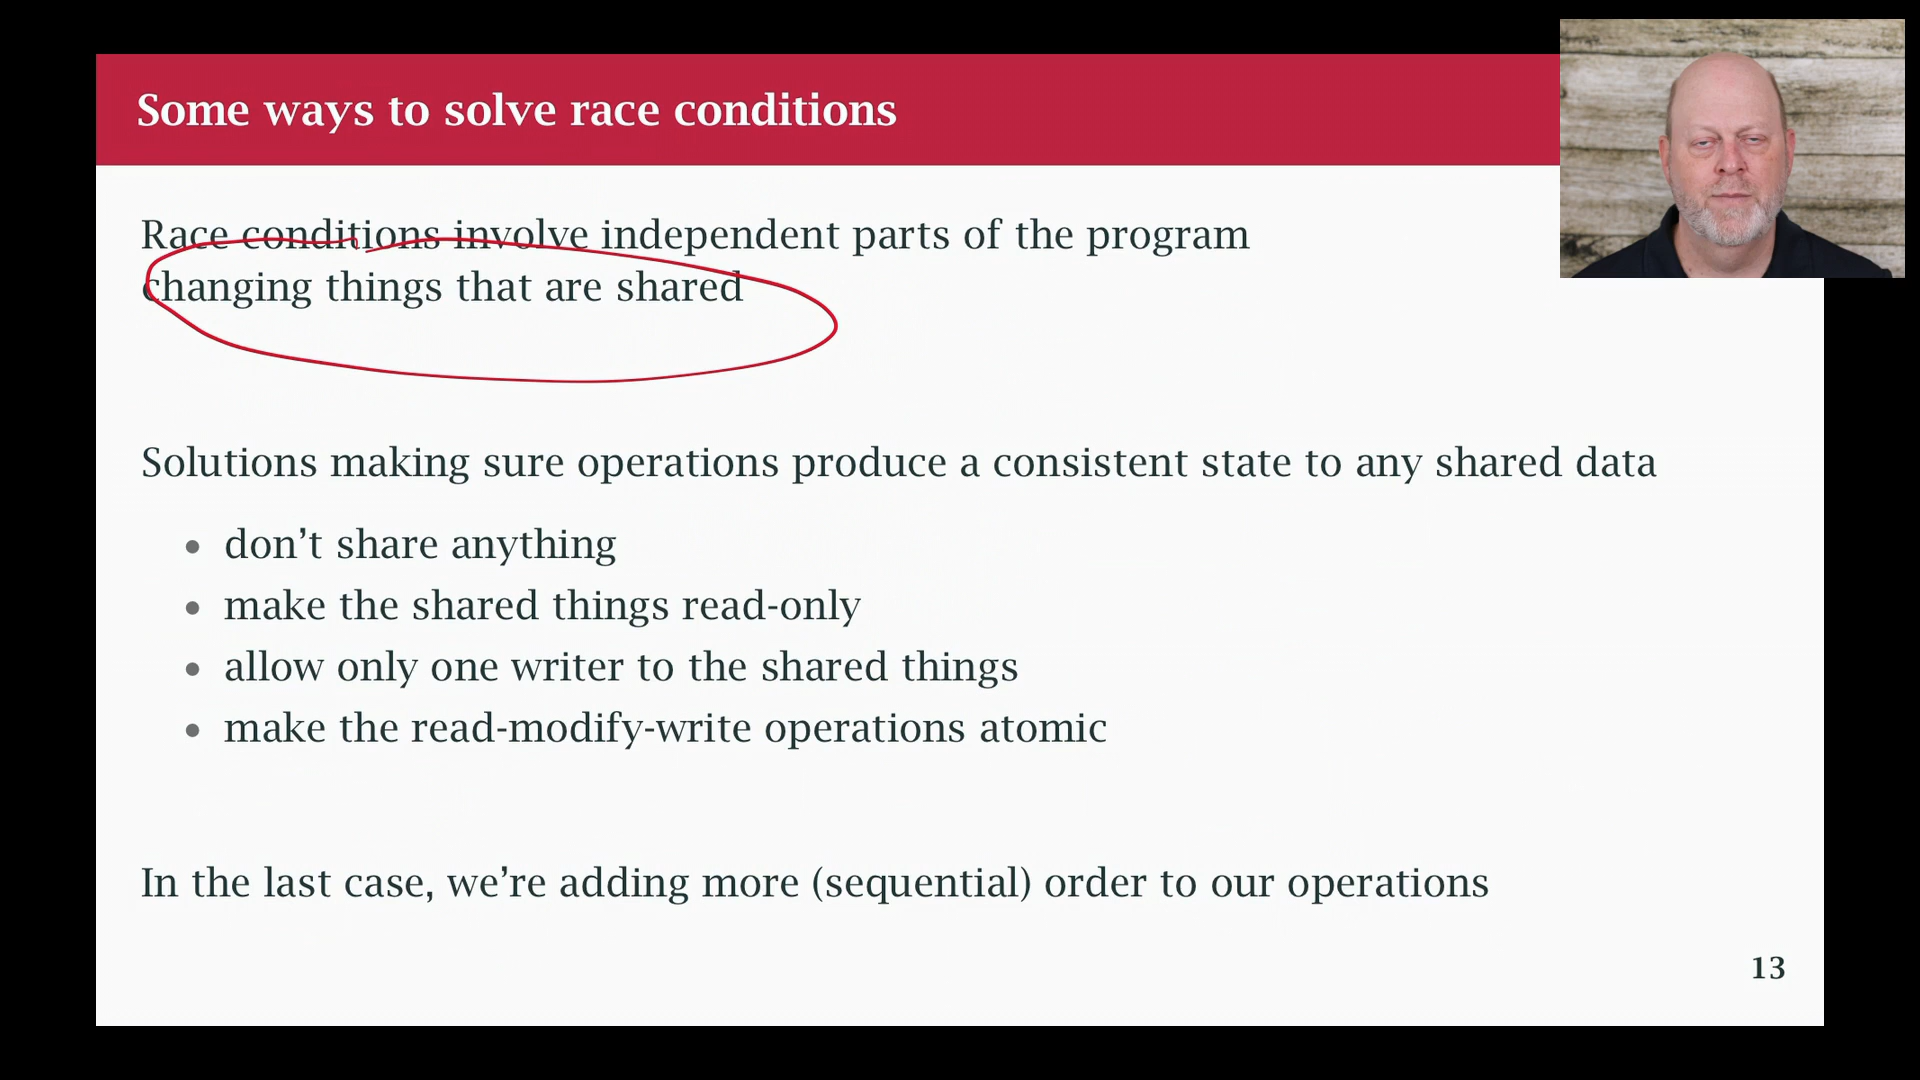 Some ways to solve race conditions
Race conditions involve independent parts of the program
changing things that are shared
Solutions making sure operations produce a consistent state to any shared data
• don’t share anything
• make the shared things read-only
• allow only one writer to the shared things
• make the read-modify-write operations atomic
In the last case, we’re adding more (sequential) order to our operations
13